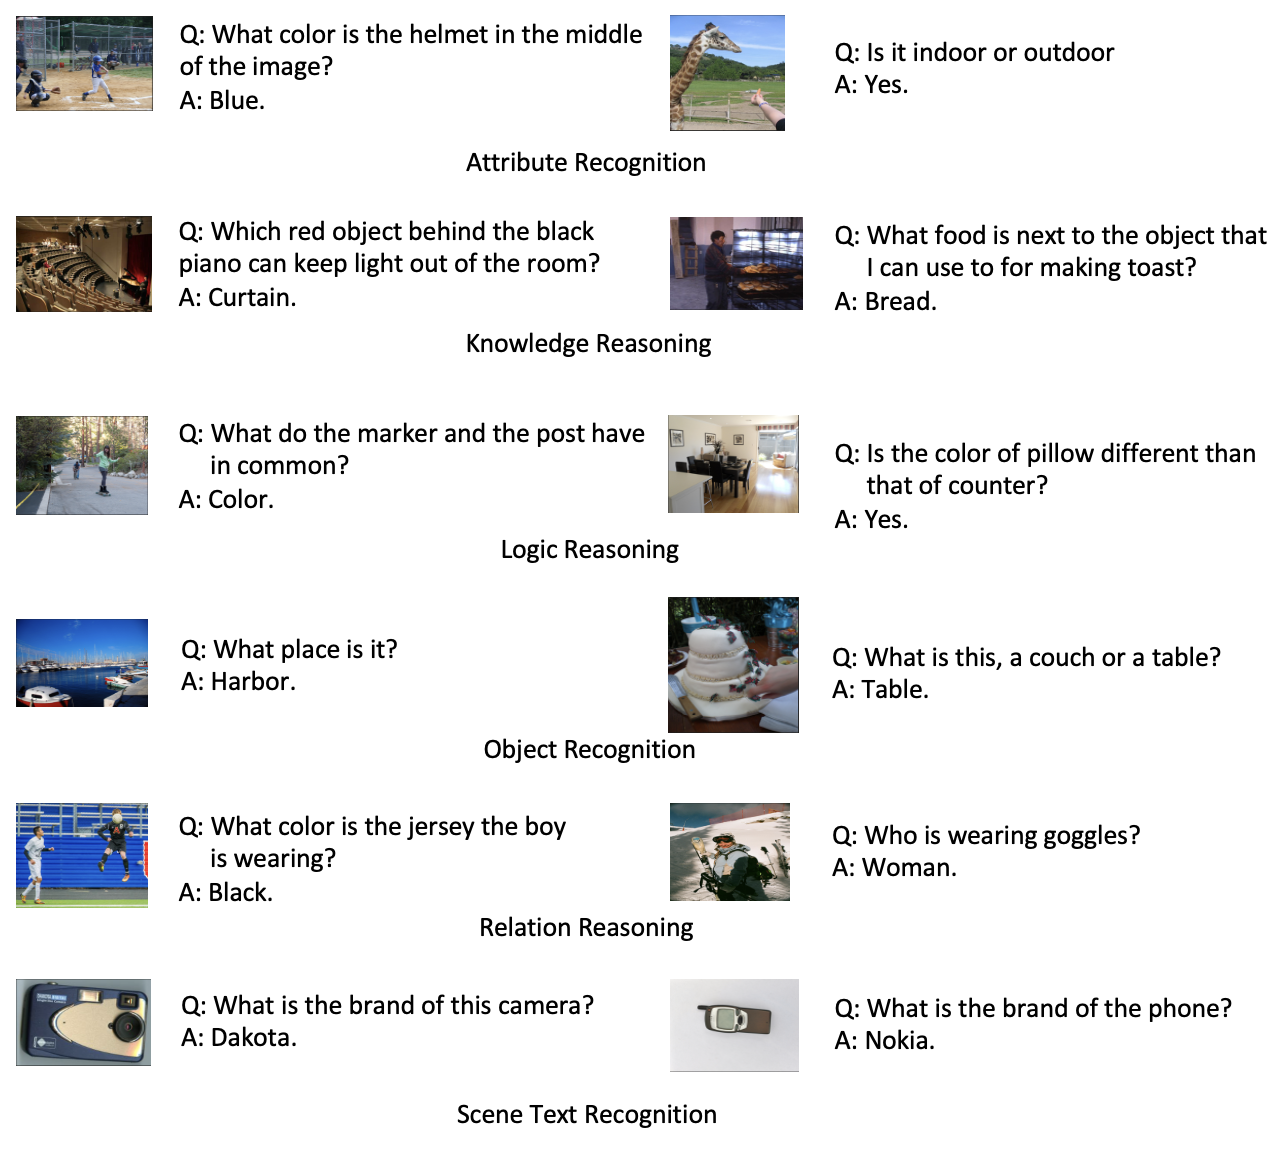 Q: What color is the helmet in the middle
of the image?
A: Blue.
Q: Is it indoor or outdoor
A: Yes.
Attribute Recognition
Q: Which red object behind the black
piano can keep light out of the room?
A: Curtain.
Q: What food is next to the object that
I can use to for making toast?
A: Bread.
Knowledge Reasoning
Q: What do the marker and the post have
in common?
A: Color.
Q: Is the color of pillow different than
that of counter?
A: Yes.
Logic Reasoning
Q: What place is it?
A: Harbor.
Q: What is this, a couch or a table?
A: Table.
Object Recognition
Q: What color is the jersey the boy
is wearing?
A: Black.
Q: Who is wearing goggles?
A: Woman.
Relation Reasoning
Q: What is the brand of this camera?
A: Dakota.
Q: What is the brand of the phone?
A: Nokia.
Scene Text Recognition